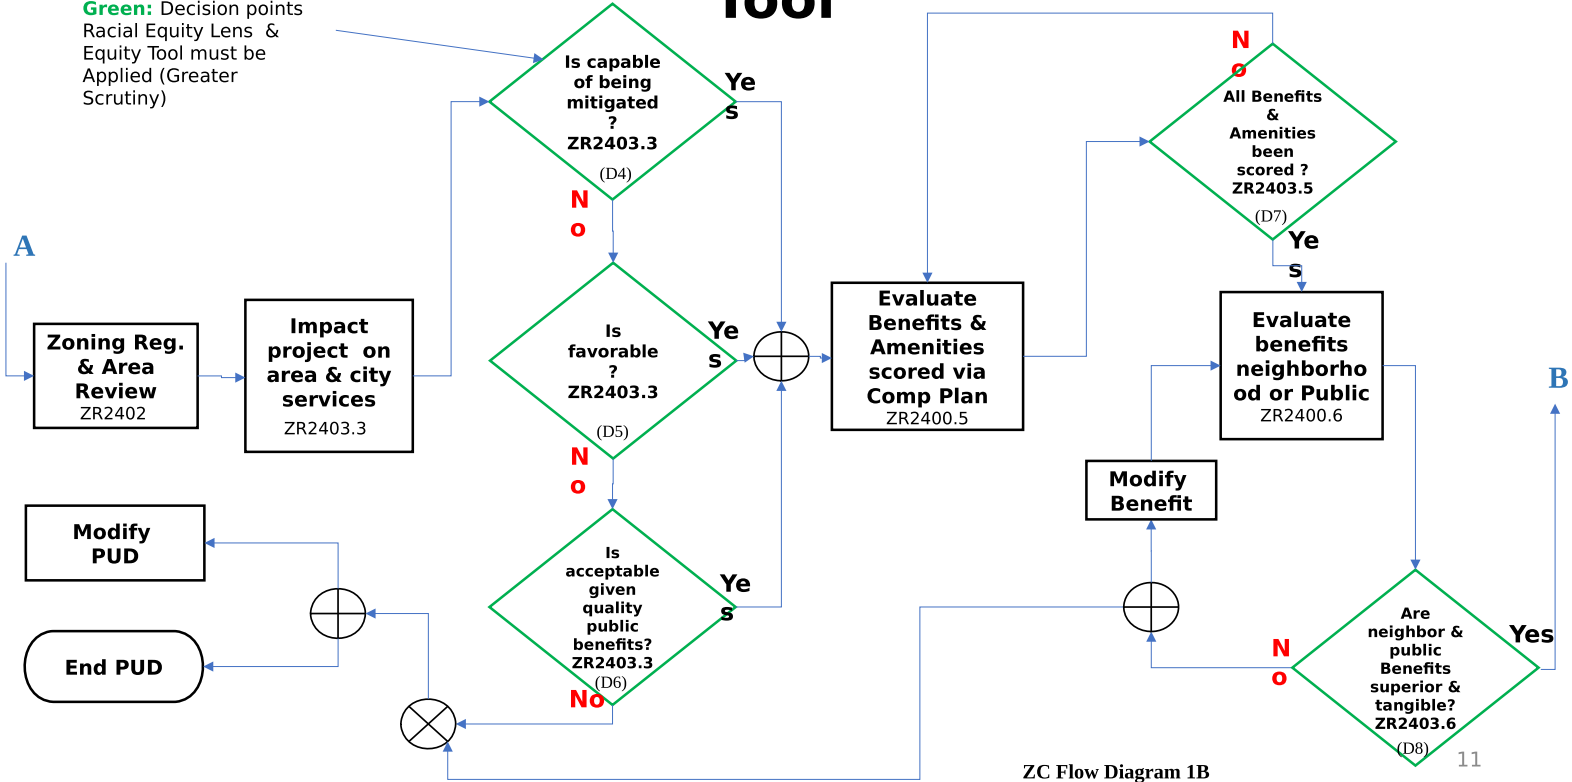 Tool
Green: Decision points
Racial Equity Lens &
Equity Tool must be
Applied (Greater
Scrutiny)
Is capable
of being
mitigated
?
ZR2403.3
(D4)
Ye
s
N
o
N
o
All Benefits
&
Amenities
been
scored ?
ZR2403.5
(D7)
Ye
s
A
Zoning Reg.
& Area
Review
ZR2402
Impact
project on
area & city
services
ZR2403.3
Is
favorable
?
ZR2403.3
(D5)
Ye
s
N
o
Evaluate
Benefits &
Amenities
scored via
Comp Plan
ZR2400.5
Evaluate
benefits
neighborho
od or Public
ZR2400.6
B
Modify
Benefit
Modify
PUD
End PUD
Is
acceptable
given
quality
public
benefits?
ZR2403.3
(D6)
Ye
s
No
N
o
Are
neighbor &
public
Benefits
superior &
tangible?
ZR2403.6
(D8)
Yes
ZC Flow Diagram 1B
11